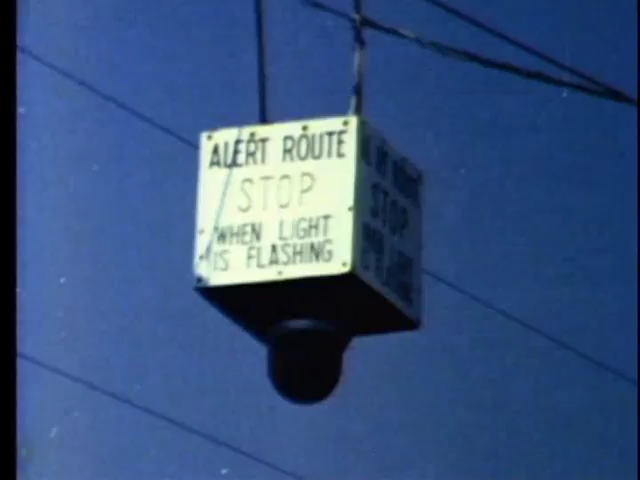 ALERT ROUTE
STOP
WHEN LIGHT
IS FLASHING
STOP